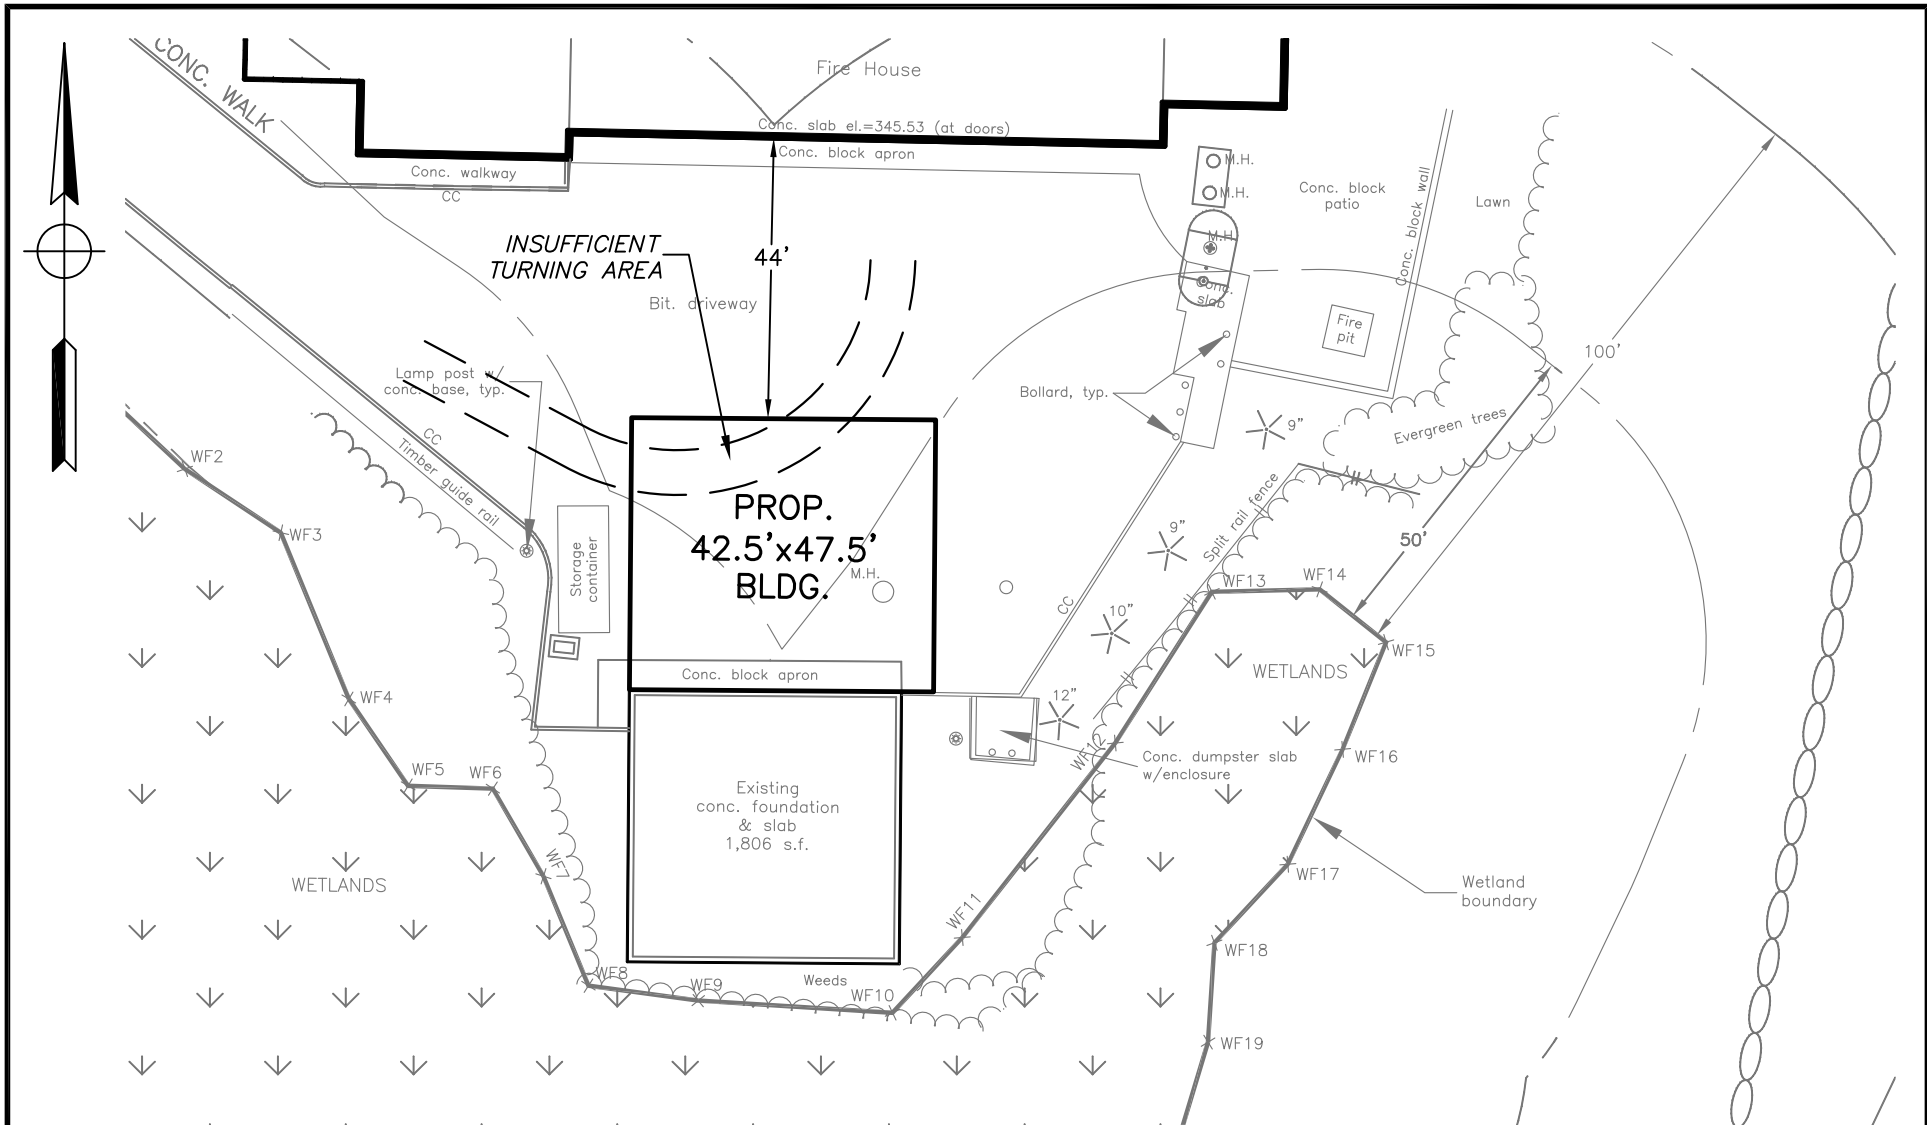 CONC. WALK
Fire House
Conc. slab el.=345.53 (at doors)
Conc. block apron
Conc. walkway
CC
M.H.
M.H.
M.H.
Conc.
slab
Conc. block
patio
Conc. block wall
Lawn
INSUFFICIENT
TURNING AREA
44'
Bit. driveway
Fire
pit
100'
Lamp post w/
conc. base, typ.
Bollard, typ.
9"
Evergreen trees
CC
Timber guide rail
WF2
WF3
Storage
container
PROP.
42.5'x47.5'
BLDG.
M.H.
9"
Split rail fence
50'
CC
10"
WF13
WF14
WF15
WETLANDS
Conc. block apron
12"
WF4
WF12
WF16
Conc. dumpster slab
w/enclosure
WF5
WF6
Existing
conc. foundation
& slab
1,806 s.f.
WF7
WETLANDS
WF17
Wetland
boundary
WF11
WF18
WF8
WF9
Weeds
WF10
WF19